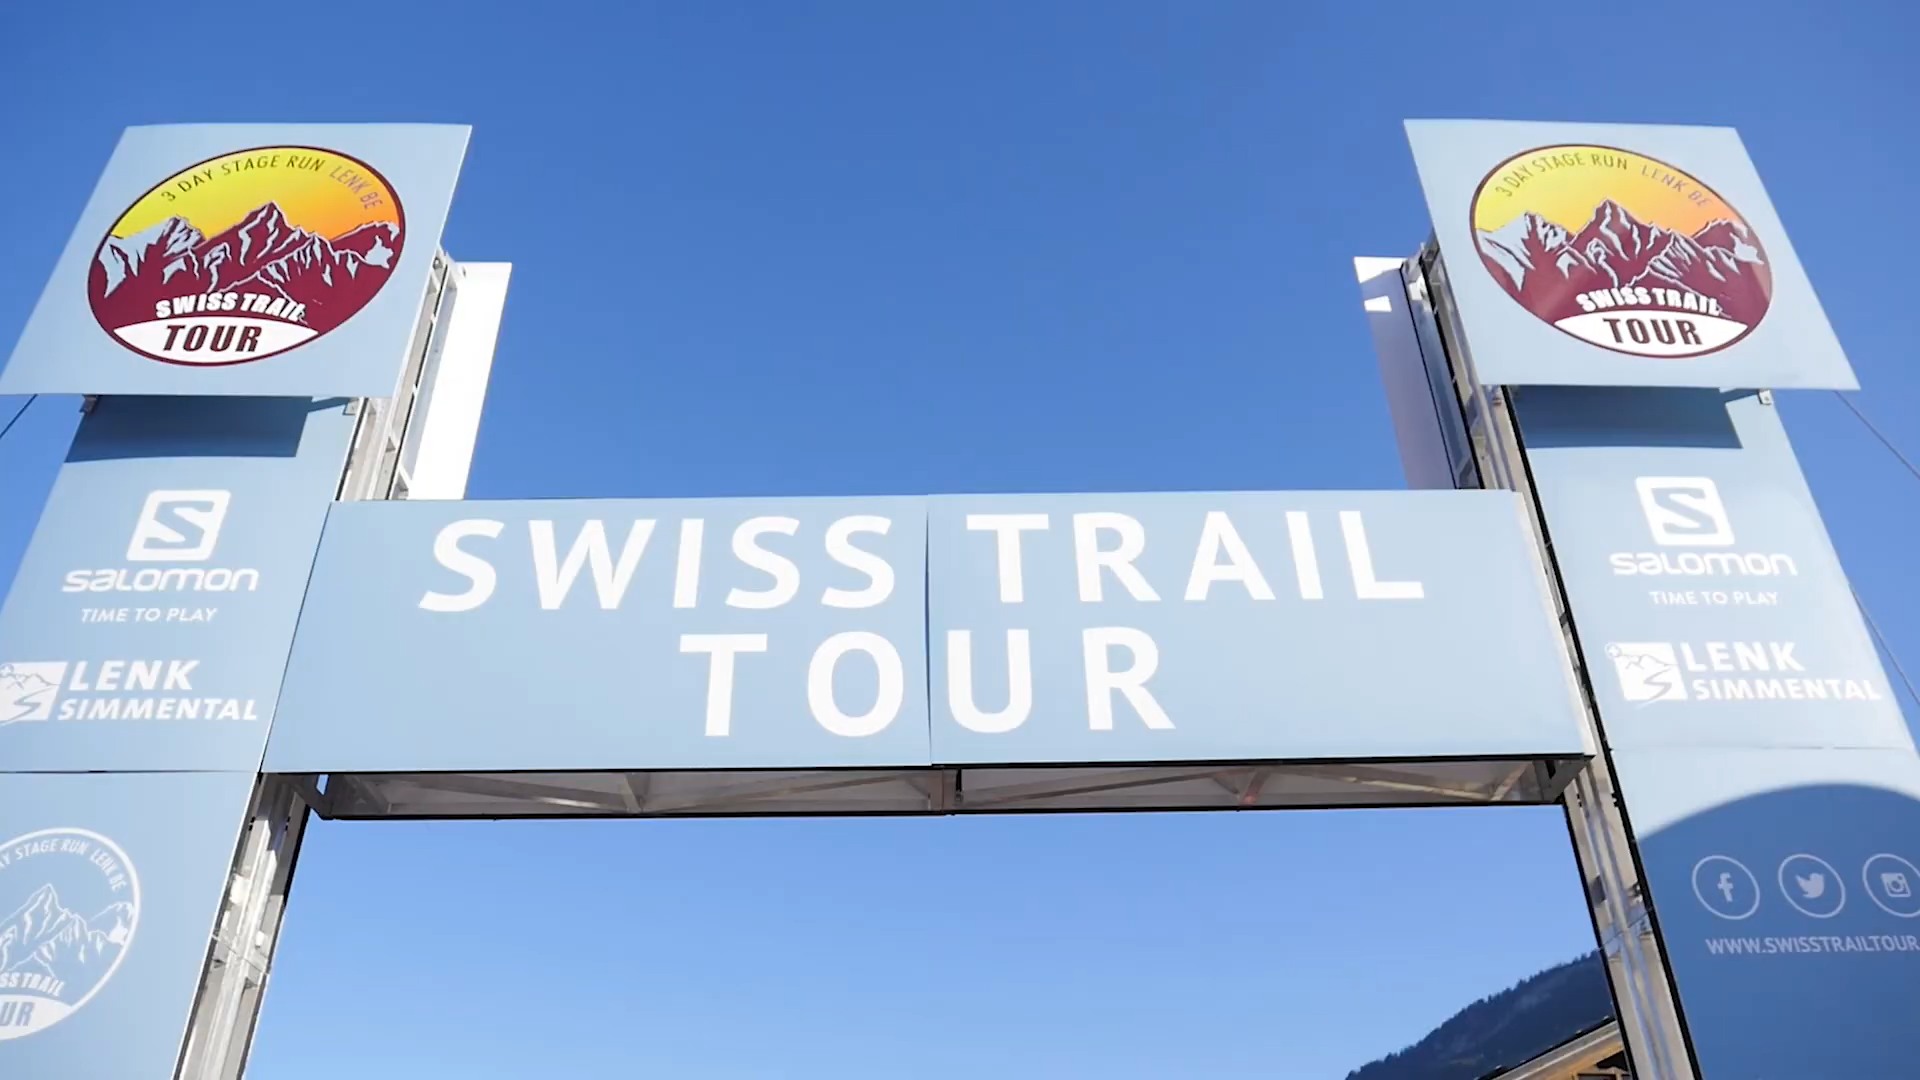 3 DAY STAGE RUN LENK BE
SWISS TRAIL
TOUR
SALOMON
TIME TO PLAY
LENK
SIMMENTAL
STAGE RUN LENK BE
SS TRAIL
UR
SWISS TRAIL
TOUR
3 DAY STAGE RUN LENK BE
SWISS TRAIL
TOUR
SALOMON
TIME TO PLAY
LENK
SIMMENTAL
WWW.SWISSTRAILTOUR.